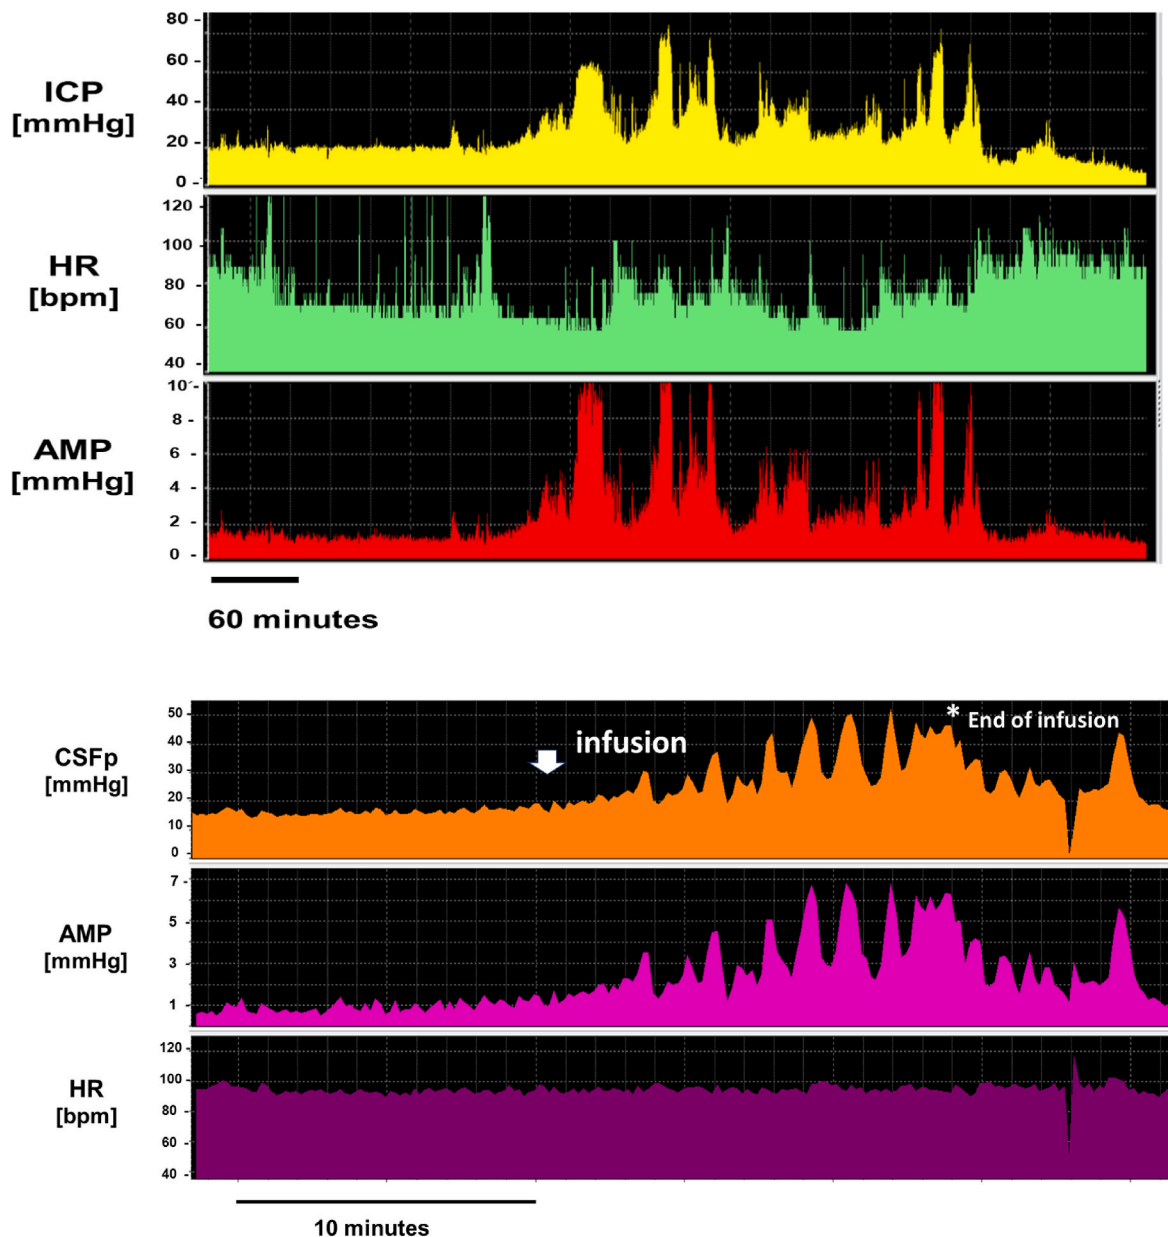 80 -
60 -
40 -
20 -
0 -
ICP
[mmHg]
120 -
100 -
80 -
60 -
40 -
HR
[bpm]
10
8 -
6 -
4 -
2 -
0 -
AMP
[mmHg]
60 minutes
50
40
30
20
10
0
CSFp
[mmHg]
infusion
* End of infusion
7
5
3
1
AMP
[mmHg]
120
100
80
60
40
HR
[bpm]
10 minutes